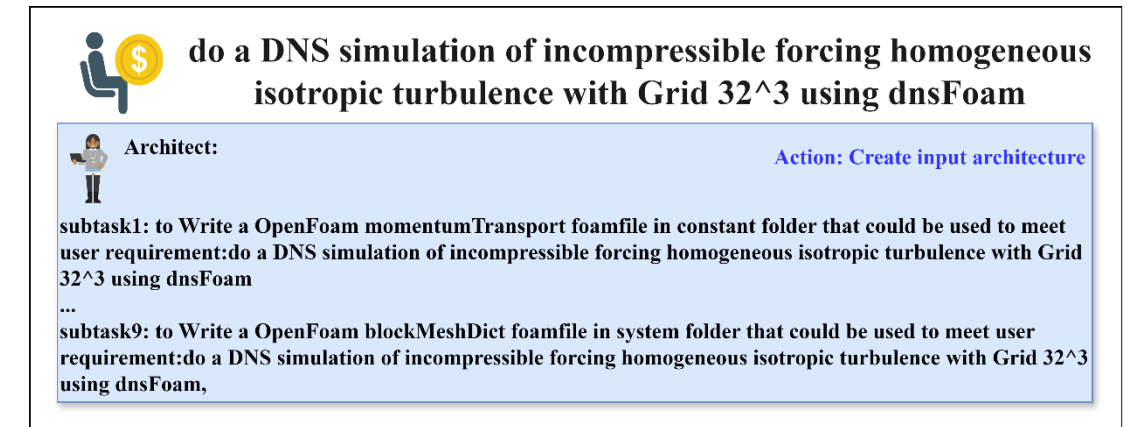 $
do a DNS simulation of incompressible forcing homogeneous
isotropic turbulence with Grid 32^3 using dnsFoam
Architect:
Action: Create input architecture
subtask1: to Write a OpenFoam momentumTransport foamfile in constant folder that could be used to meet
user requirement:do a DNS simulation of incompressible forcing homogeneous isotropic turbulence with Grid
32^3 using dnsFoam
...
subtask9: to Write a OpenFoam blockMeshDict foamfile in system folder that could be used to meet user
requirement:do a DNS simulation of incompressible forcing homogeneous isotropic turbulence with Grid 32^3
using dnsFoam,